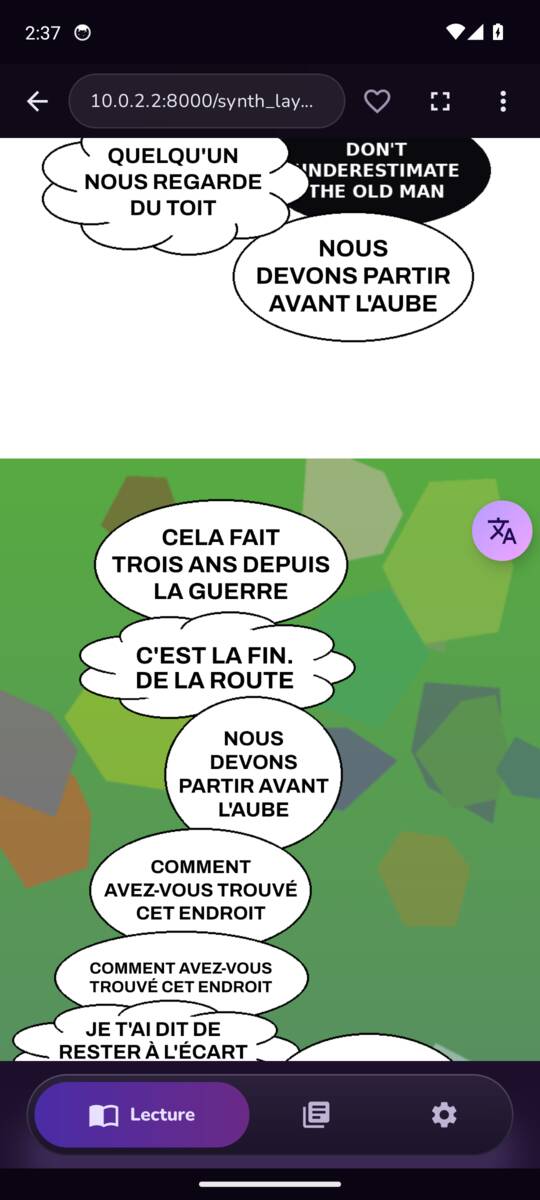 2:37
10.0.2.2:8000/synth_lay...
QUELQU'UN
NOUS REGARDE
DU TOIT
DON'T
UNDERESTIMATE
THE OLD MAN
NOUS
DEVONS PARTIR
AVANT L'AUBE
CELA FAIT
TROIS ANS DEPUIS
LA GUERRE
C'EST LA FIN.
DE LA ROUTE
NOUS
DEVONS
PARTIR AVANT
L'AUBE
COMMENT
AVEZ-VOUS TROUVÉ
CET ENDROIT
COMMENT AVEZ-VOUS
TROUVÉ CET ENDROIT
JE T'AI DIT DE
RESTER À L'ÉCART
Lecture